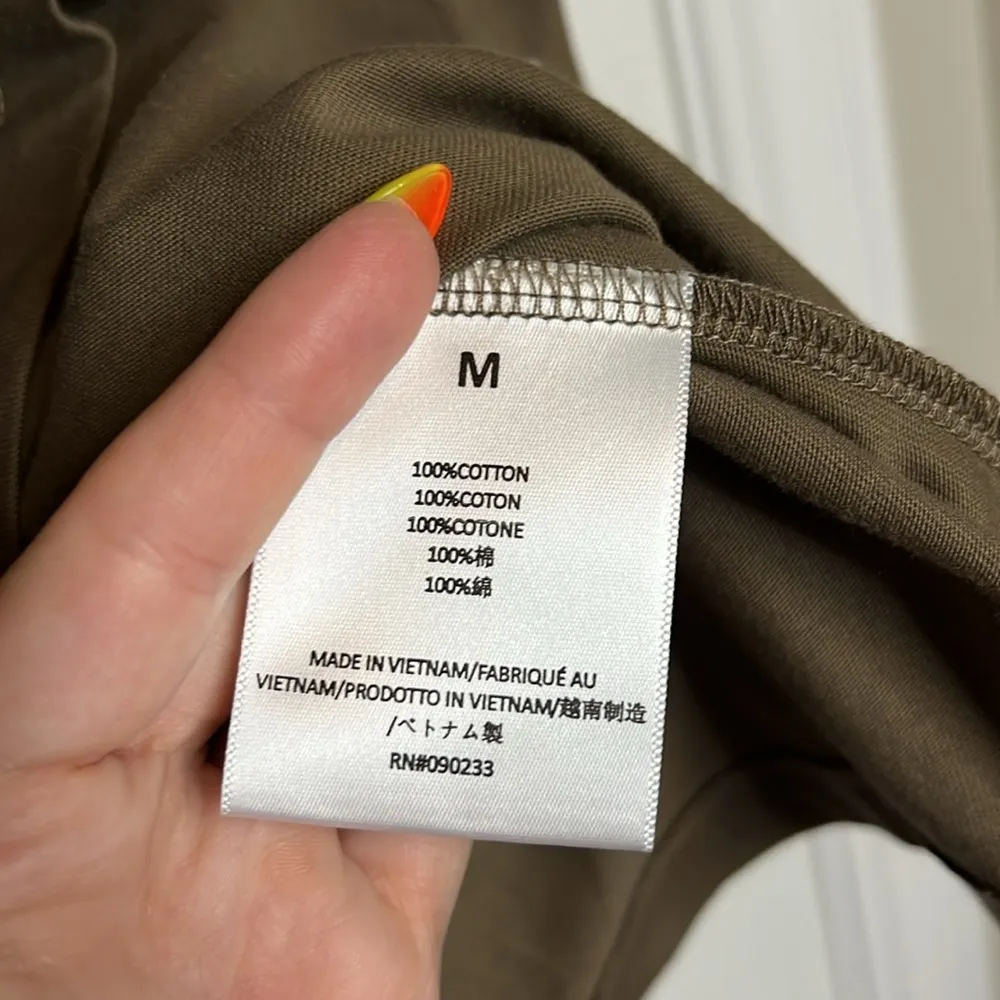 M
100%COTTON
100%COTON
100%COTONE
100%棉
100%綿
MADE IN VIETNAM/FABRIQUÉ AU
VIETNAM/PRODOTTO IN VIETNAM/越南制造
/ベトナム製
RN#090233